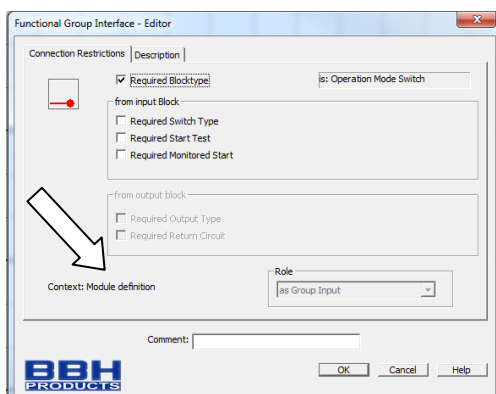 Functional Group Interface - Editor
Connection Restrictions Description
Required Blocktype
is: Operation Mode Switch
from input Block
Required Switch Type
Required Start Test
Required Monitored Start
from output block
Required Output Type
Required Return Circuit
Role
Context: Module definition
as Group Input
Comment:
BBH
PRODUCTS
OK Cancel Help